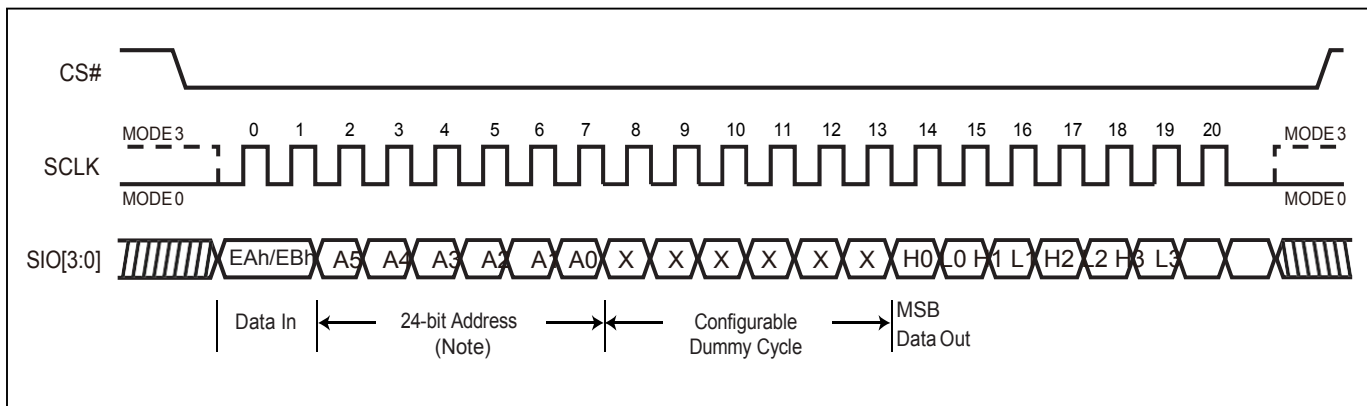 CS#
MODE 3 0 1 2 3 4 5 6 7 8 9 10 11 12 13 14 15 16 17 18 19 20 MODE 3
SCLK
MODE 0 MODE 0
SIO[3:0] EAh/EBh A5 A4 A3 A2 A1 A0 X X X X X X H0 L0 H1 L1 H2 L2 H3 L3
Data In 24-bit Address (Note) Configurable Dummy Cycle MSB Data Out